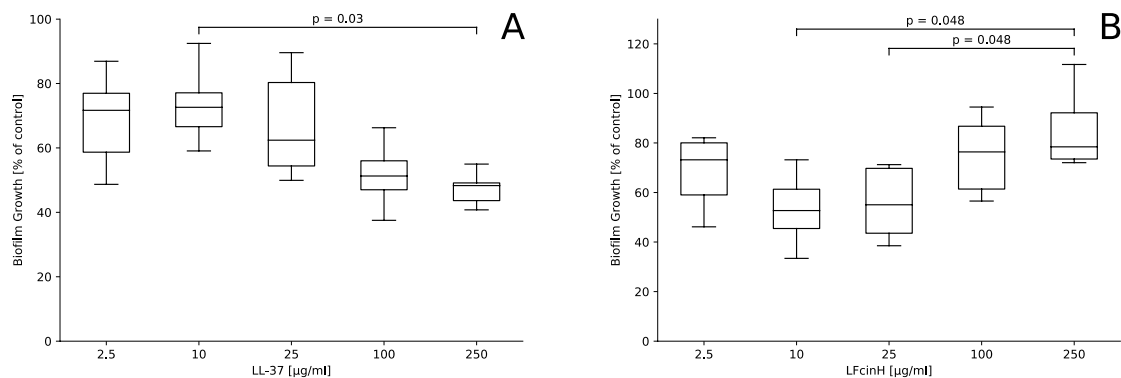 A
p = 0.03
100
80
60
40
20
0
Biofilm Growth [% of control]
2.5 10 25 100 250
LL-37 [µg/ml]
B
p = 0.048
p = 0.048
120
100
80
60
40
20
0
Biofilm Growth [% of control]
2.5 10 25 100 250
LFcinH [µg/ml]